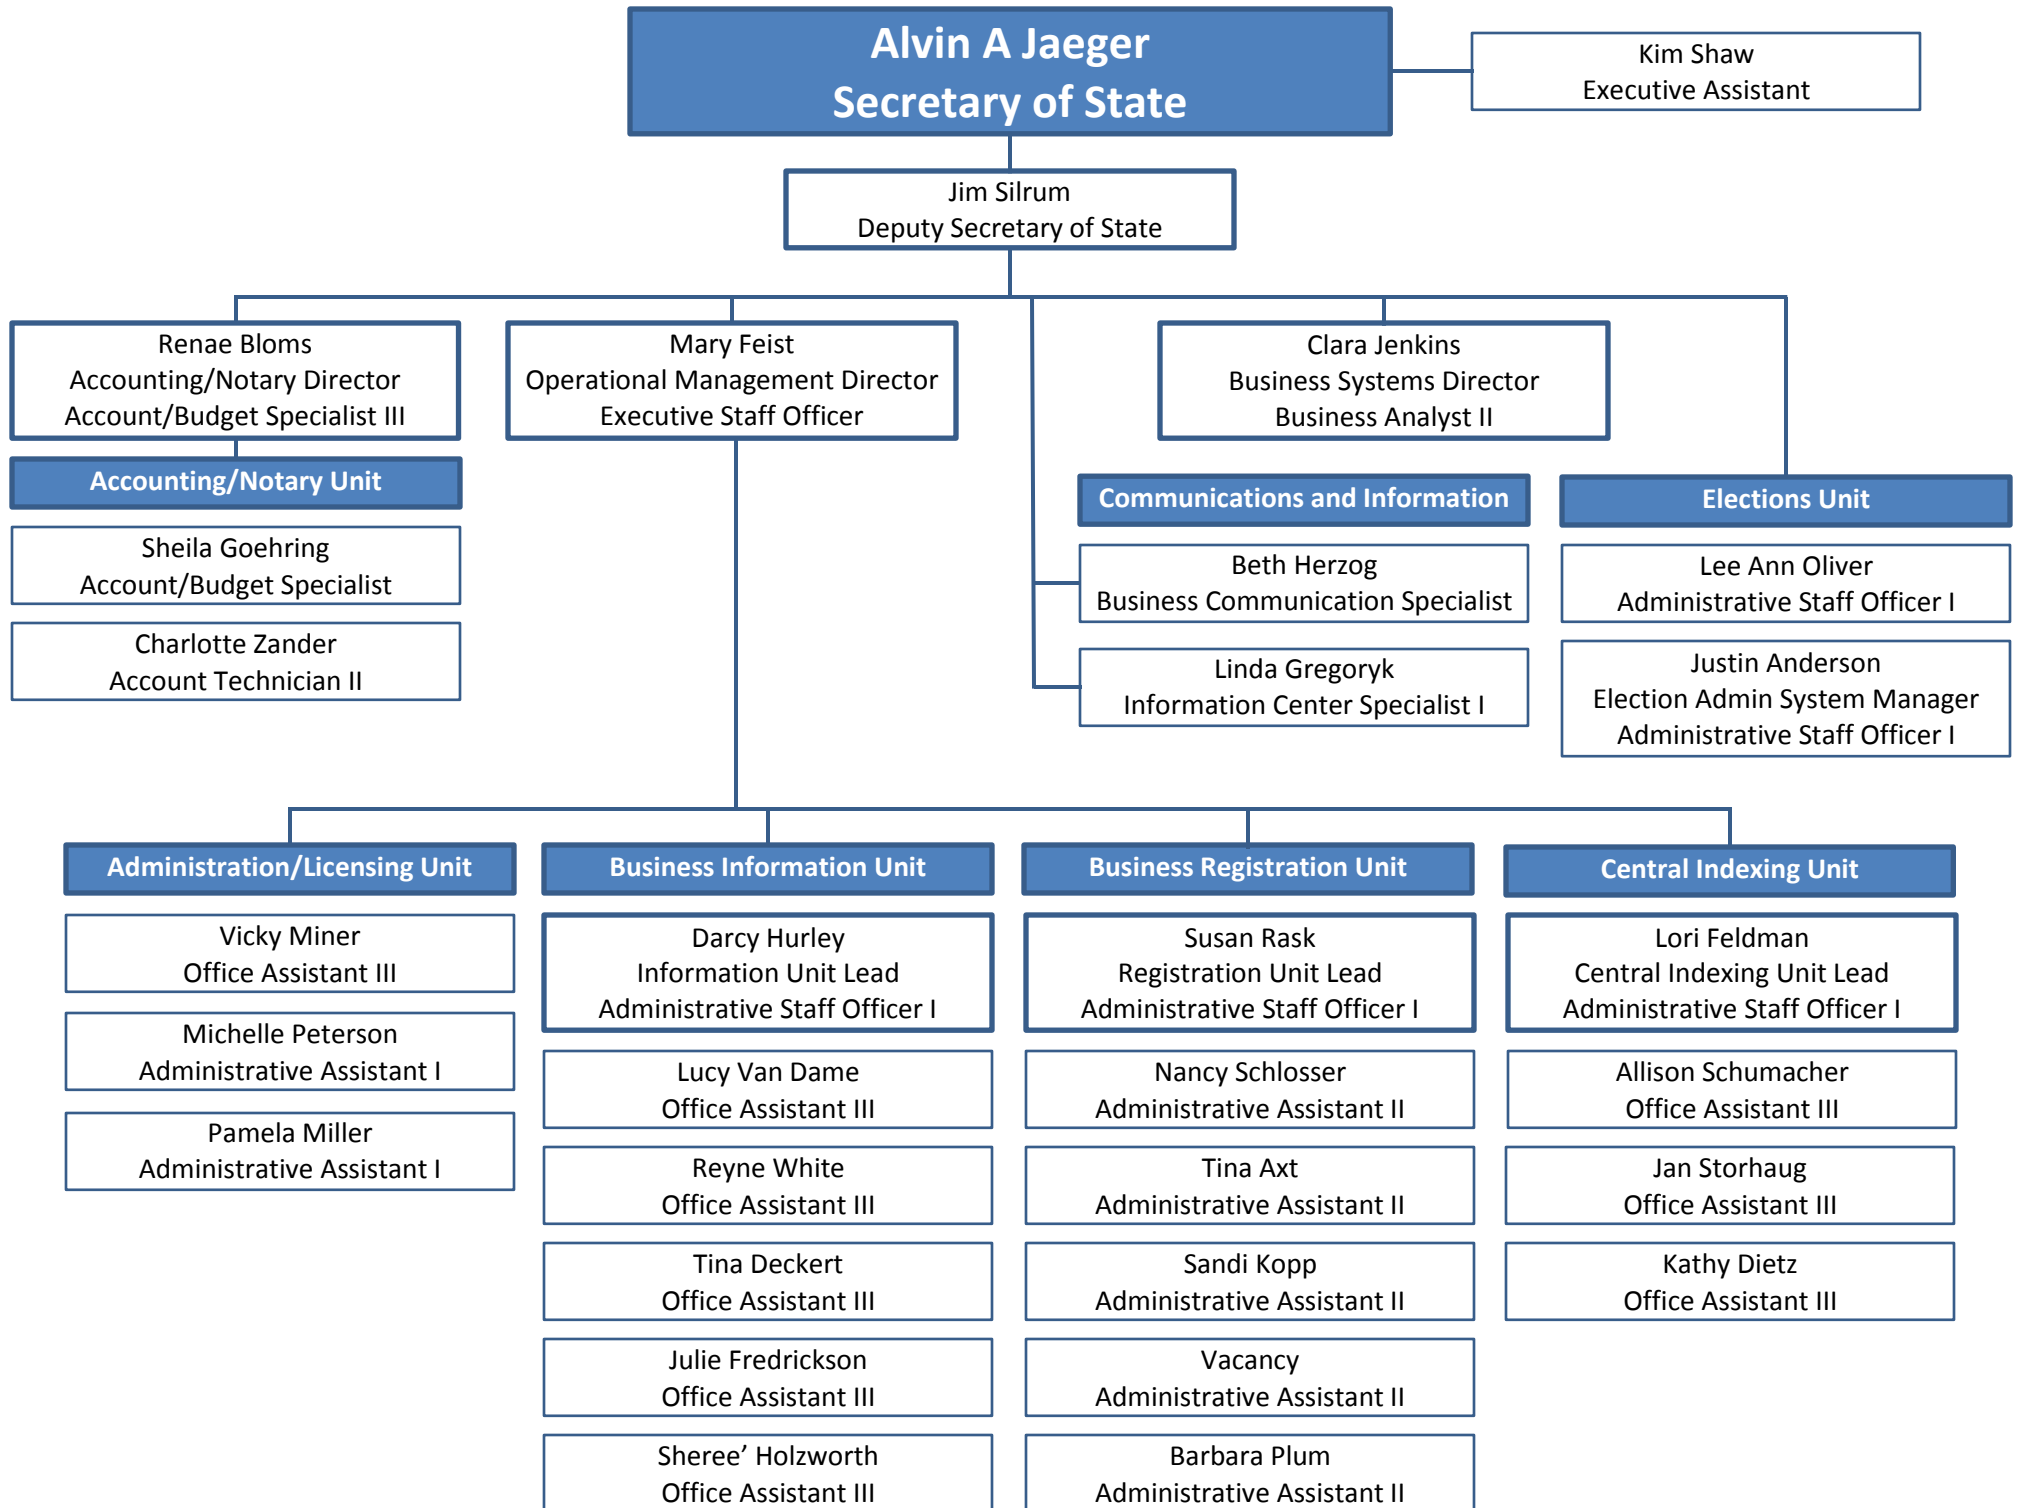 Alvin A Jaeger
Secretary of State
Kim Shaw
Executive Assistant
Jim Silrum
Deputy Secretary of State
Renae Bloms
Accounting/Notary Director
Account/Budget Specialist III
Mary Feist
Operational Management Director
Executive Staff Officer
Clara Jenkins
Business Systems Director
Business Analyst II
Accounting/Notary Unit
Sheila Goehring
Account/Budget Specialist
Charlotte Zander
Account Technician II
Communications and Information
Beth Herzog
Business Communication Specialist
Linda Gregoryk
Information Center Specialist I
Elections Unit
Lee Ann Oliver
Administrative Staff Officer I
Justin Anderson
Election Admin System Manager
Administrative Staff Officer I
Administration/Licensing Unit
Vicky Miner
Office Assistant III
Michelle Peterson
Administrative Assistant I
Pamela Miller
Administrative Assistant I
Business Information Unit
Darcy Hurley
Information Unit Lead
Administrative Staff Officer I
Lucy Van Dame
Office Assistant III
Reyne White
Office Assistant III
Tina Deckert
Office Assistant III
Julie Fredrickson
Office Assistant III
Sheree’ Holzworth
Office Assistant III
Business Registration Unit
Susan Rask
Registration Unit Lead
Administrative Staff Officer I
Nancy Schlosser
Administrative Assistant II
Tina Axt
Administrative Assistant II
Sandi Kopp
Administrative Assistant II
Vacancy
Administrative Assistant II
Barbara Plum
Administrative Assistant II
Central Indexing Unit
Lori Feldman
Central Indexing Unit Lead
Administrative Staff Officer I
Allison Schumacher
Office Assistant III
Jan Storhaug
Office Assistant III
Kathy Dietz
Office Assistant III